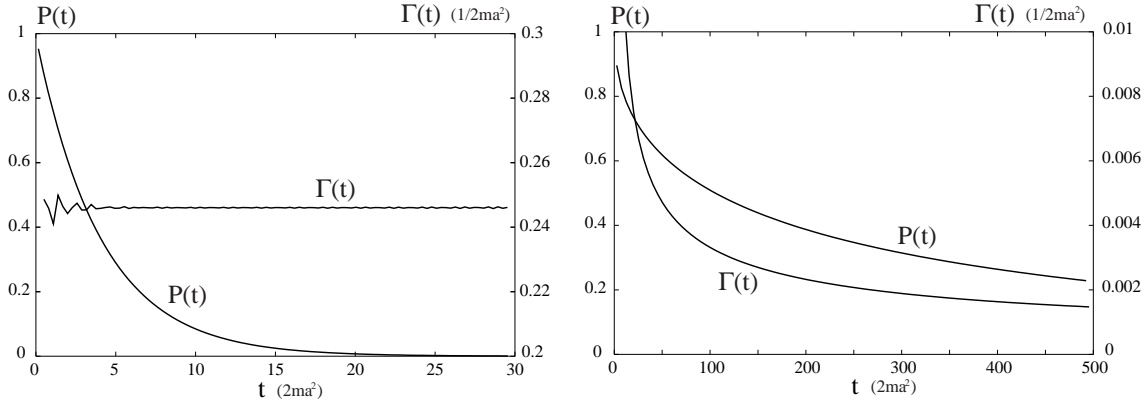 P(t) Γ(t) (1/2ma²)
1 0.3
0.8 0.28
0.6 0.26
Γ(t)
0.4 0.24
P(t)
0.2 0.22
0 0.2
0 5 10 15 20 25 30
t (2ma²)
P(t) Γ(t) (1/2ma²)
1 0.01
0.8 0.008
0.6 0.006
0.4 0.004
P(t)
Γ(t)
0.2 0.002
0 0
0 100 200 300 400 500
t (2ma²)